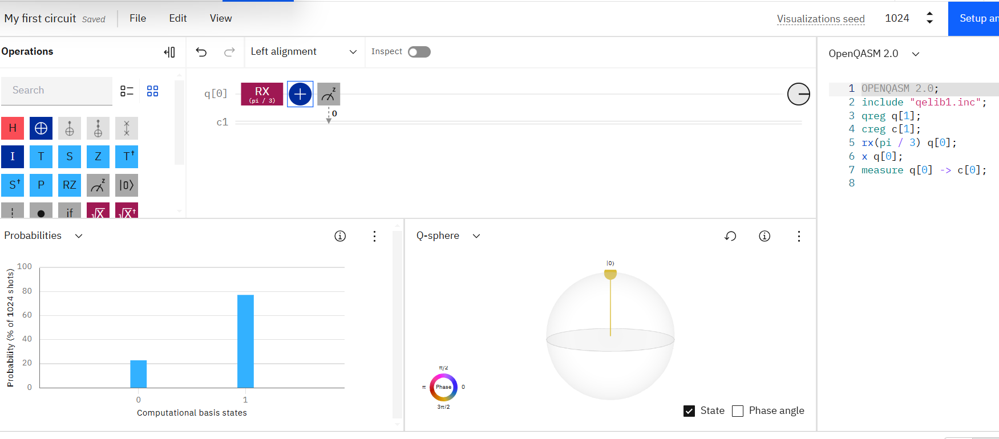 My first circuit Saved File Edit View Visualizations seed 1024
Operations Left alignment Inspect OpenQASM 2.0
Search
q[0] RX (pi / 3) + z
0
c1
H
I T S Z T†
S† P RZ z |0⟩
if √X √X†
1 OPENQASM 2.0;
2 include "qelib1.inc";
3 qreg q[1];
4 creg c[1];
5 rx(pi / 3) q[0];
6 x q[0];
7 measure q[0] -> c[0];
8
Probabilities
Probability (% of 1024 shots)
100
80
60
40
20
0
0 1
Computational basis states
Q-sphere
|0⟩
π/2
π Phase 0
3π/2
State Phase angle